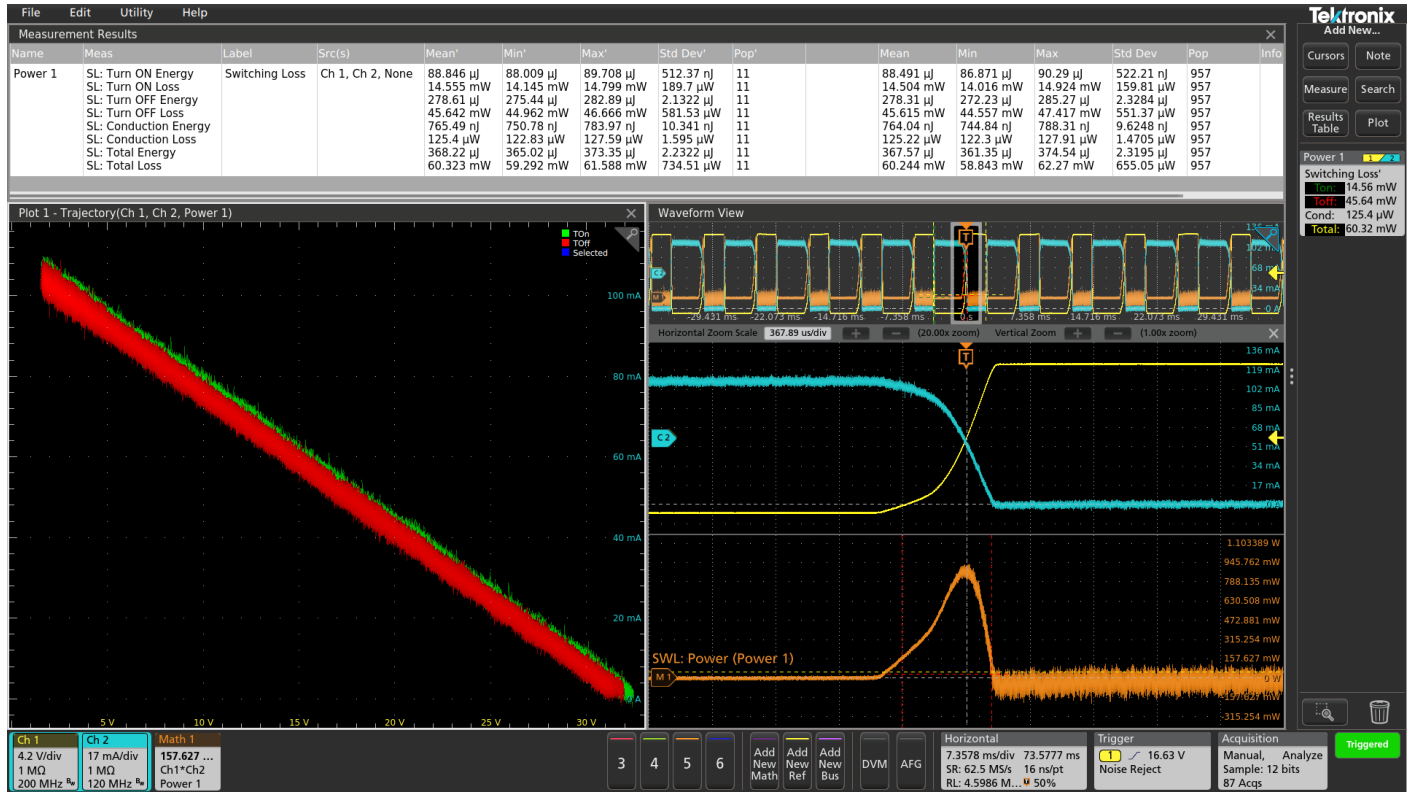 File Edit Utility Help
Tektronix
Add New...
Measurement Results
Name Meas Label Src(s) Mean' Min' Max' Std Dev' Pop' Mean Min Max Std Dev Pop Info
Power 1 SL: Turn ON Energy Switching Loss Ch 1, Ch 2, None 88.846 µJ 88.009 µJ 89.708 µJ 512.37 nJ 11 88.491 µJ 86.871 µJ 90.29 µJ 522.21 nJ 957
SL: Turn ON Loss 14.555 mW 14.145 mW 14.799 mW 189.7 µW 11 14.504 mW 14.016 mW 14.924 mW 159.81 µW 957
SL: Turn OFF Energy 278.61 µJ 275.44 µJ 282.89 µJ 2.1322 µJ 11 278.31 µJ 272.23 µJ 285.27 µJ 2.3284 µJ 957
SL: Turn OFF Loss 45.642 mW 44.962 mW 46.666 mW 581.53 µW 11 45.615 mW 44.557 mW 47.417 mW 551.37 µW 957
SL: Conduction Energy 765.49 nJ 750.78 nJ 783.97 nJ 10.341 nJ 11 764.04 nJ 744.84 nJ 788.31 nJ 9.6248 nJ 957
SL: Conduction Loss 125.4 µW 122.83 µW 127.59 µW 1.595 µW 11 125.22 µW 122.3 µW 127.91 µW 1.4705 µW 957
SL: Total Energy 368.22 µJ 365.02 µJ 373.35 µJ 2.2322 µJ 11 367.57 µJ 361.35 µJ 374.54 µJ 2.3195 µJ 957
SL: Total Loss 60.323 mW 59.292 mW 61.588 mW 734.51 µW 11 60.244 mW 58.843 mW 62.27 mW 655.05 µW 957
Cursors Note
Measure Search
Results Table Plot
Power 1 1 2
Switching Loss'
Ton: 14.56 mW
Toff: 45.64 mW
Cond: 125.4 µW
Total: 60.32 mW
Plot 1 - Trajectory(Ch 1, Ch 2, Power 1)
TOn
TOff
Selected
100 mA
80 mA
60 mA
40 mA
20 mA
5 V 10 V 15 V 20 V 25 V 30 V
Waveform View
T
C 2
M 1
102 mA
68 mA
34 mA
0 A
-29.431 ms -22.073 ms -14.716 ms -7.358 ms 0 s 7.358 ms 14.716 ms 22.073 ms 29.431 ms
Horizontal Zoom Scale 367.89 us/div + − (20.00x zoom) Vertical Zoom + − (1.00x zoom)
T
136 mA
119 mA
102 mA
85 mA
68 mA
C 2
51 mA
34 mA
17 mA
0 A
1.103389 W
945.762 mW
788.135 mW
630.508 mW
472.881 mW
315.254 mW
SWL: Power (Power 1)
157.627 mW
M 1
0 W
-157.627 mW
-315.254 mW
Ch 1
4.2 V/div
1 MΩ
200 MHz Bw
Ch 2
17 mA/div
1 MΩ
120 MHz Bw
Math 1
157.627 ...
Ch1*Ch2
Power 1
3 4 5 6
Add New Math
Add New Ref
Add New Bus
DVM AFG
Horizontal
7.3578 ms/div 73.5777 ms
SR: 62.5 MS/s 16 ns/pt
RL: 4.5986 M... 50%
Trigger
1 16.63 V
Noise Reject
Acquisition
Manual, Analyze
Sample: 12 bits
87 Acqs
Triggered